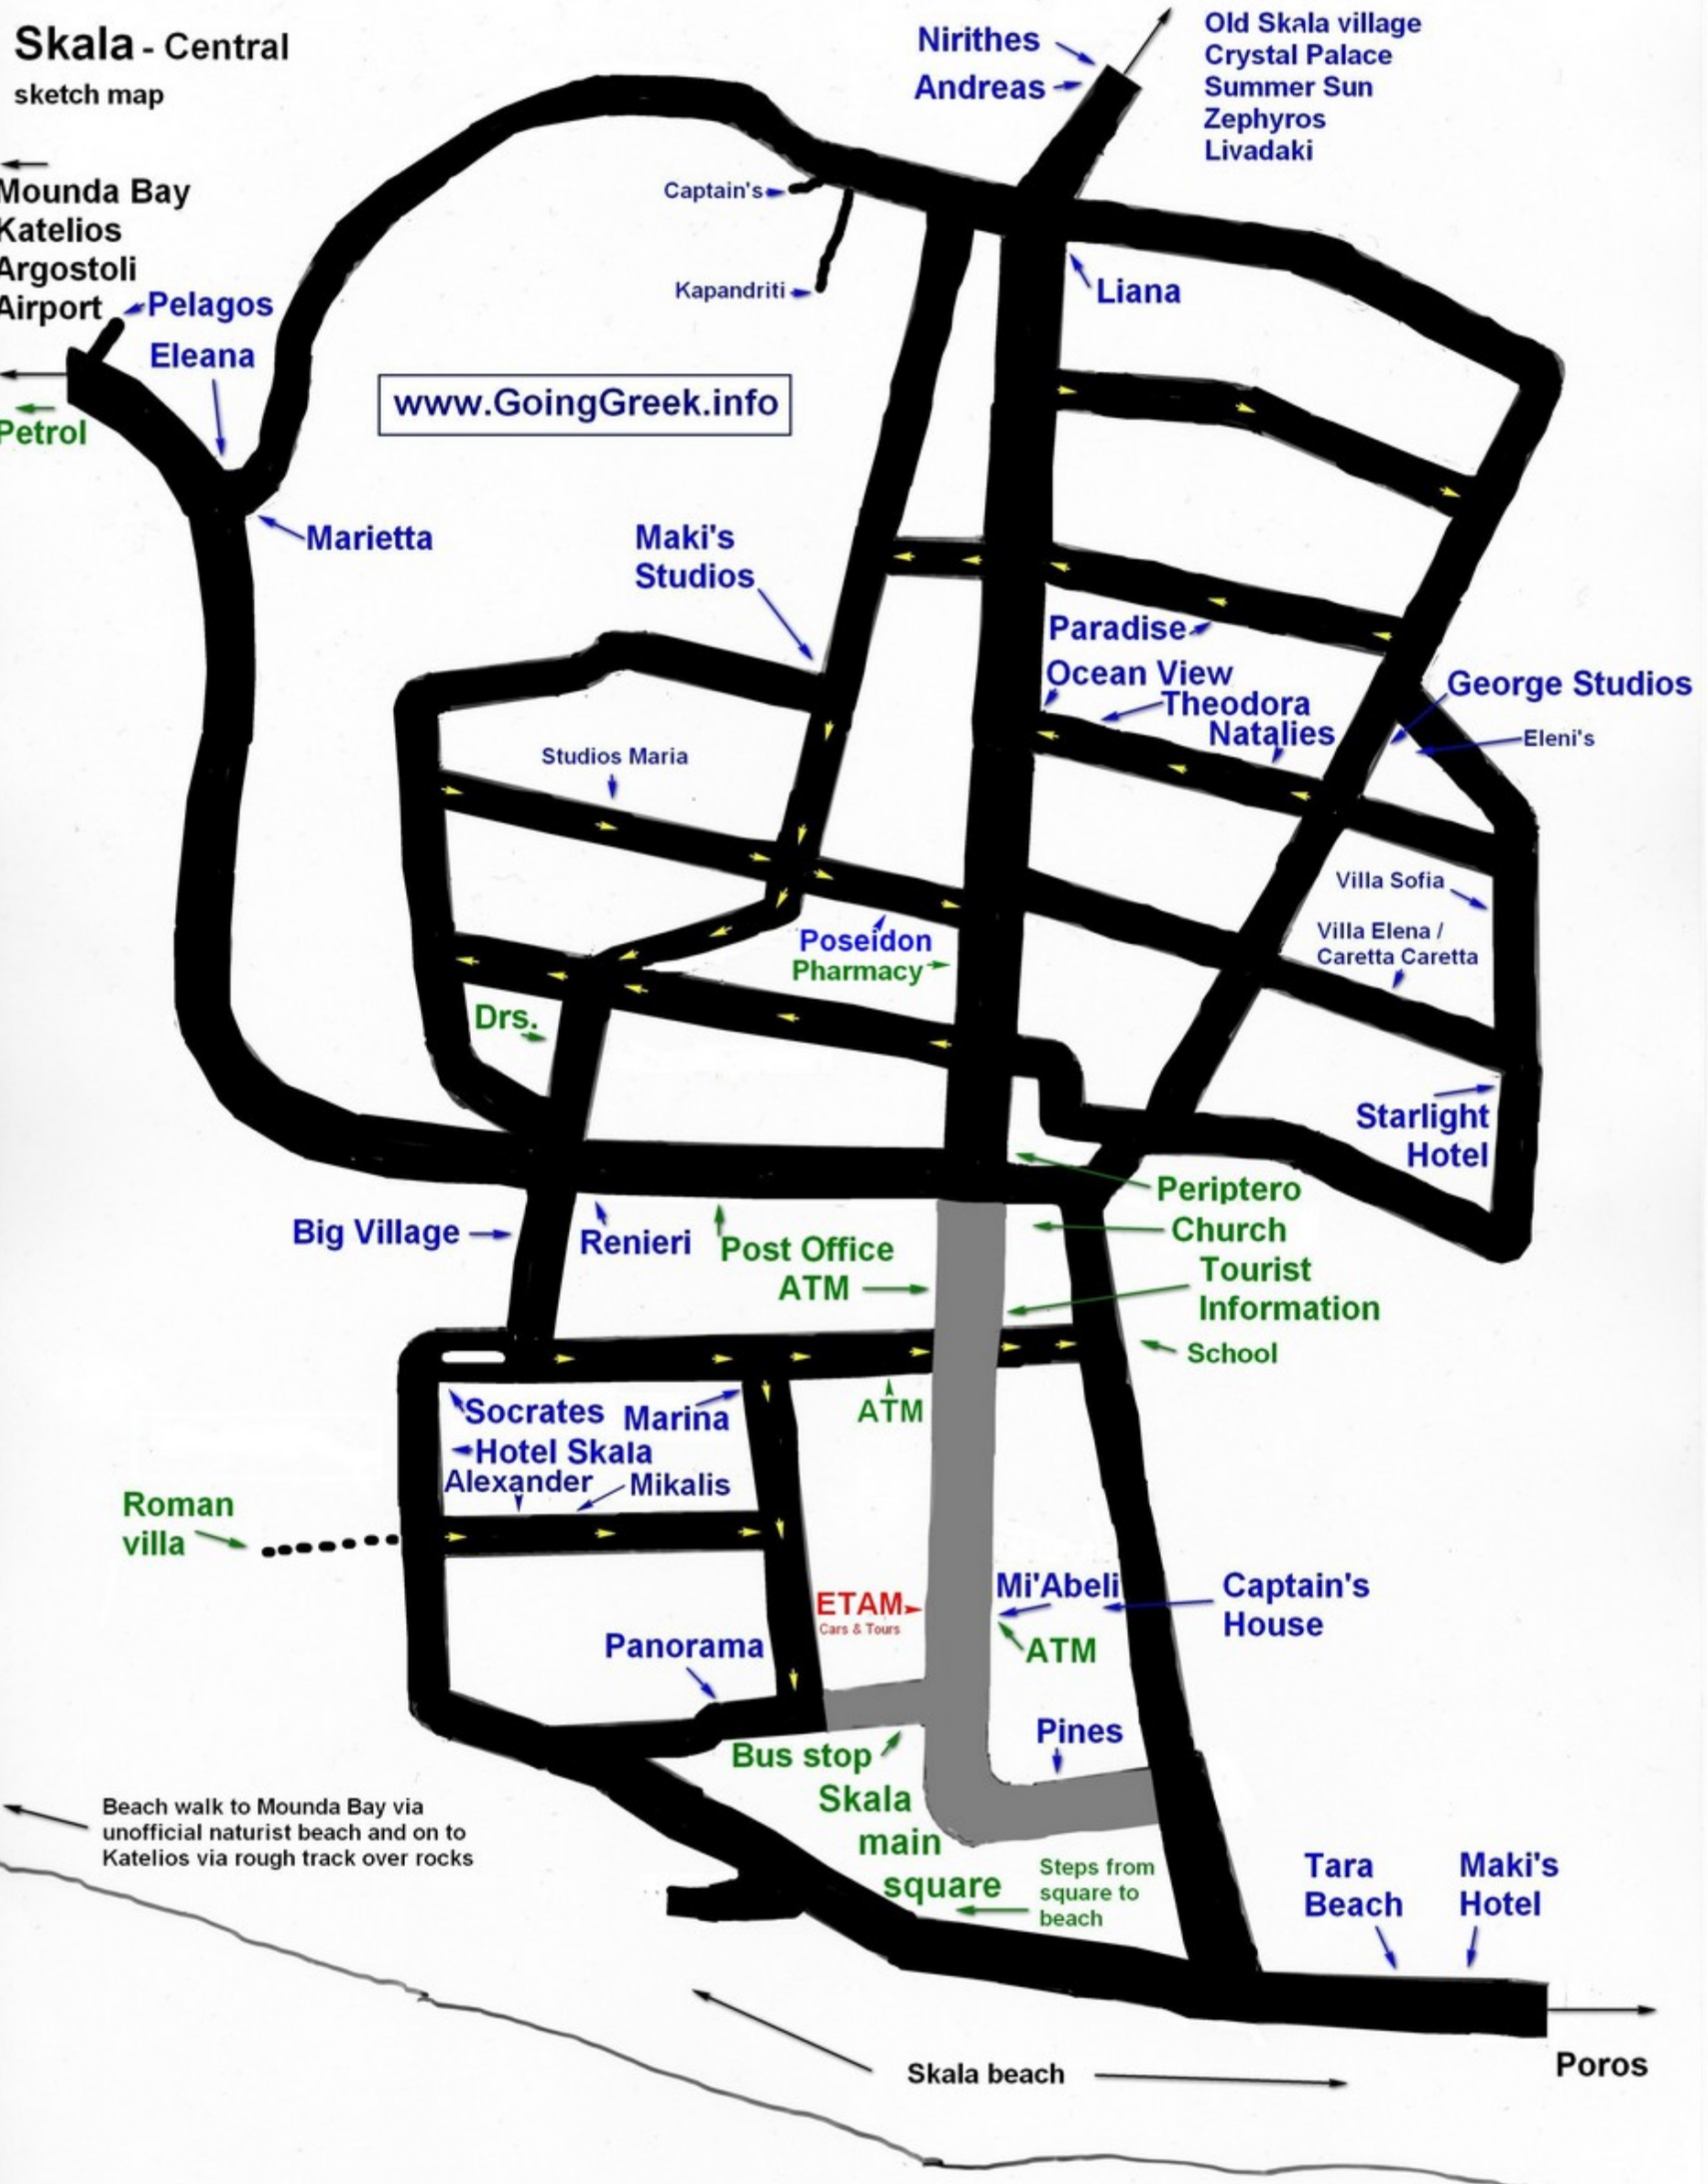 Skala - Central
sketch map
Nirithes
Andreas
Old Skala village
Crystal Palace
Summer Sun
Zephyros
Livadaki
Mounda Bay
Katelios
Argostoli
Airport
Pelagos
Eleana
Petrol
Captain's
Kapandriti
Liana
www.GoingGreek.info
Marietta
Maki's
Studios
Paradise
Ocean View
Theodora
Natalies
George Studios
Eleni's
Studios Maria
Villa Sofia
Villa Elena /
Caretta Caretta
Poseidon
Pharmacy
Drs.
Starlight
Hotel
Periptero
Church
Tourist
Information
School
Big Village
Renieri
Post Office
ATM
ATM
Socrates
Marina
Hotel Skala
Alexander
Mikalis
Roman
villa
ETAM
Cars & Tours
Mi'Abeli
Captain's
House
ATM
Panorama
Pines
Bus stop
Skala
main
square
Steps from
square to
beach
Beach walk to Mounda Bay via
unofficial naturist beach and on to
Katelios via rough track over rocks
Tara
Beach
Maki's
Hotel
Skala beach
Poros